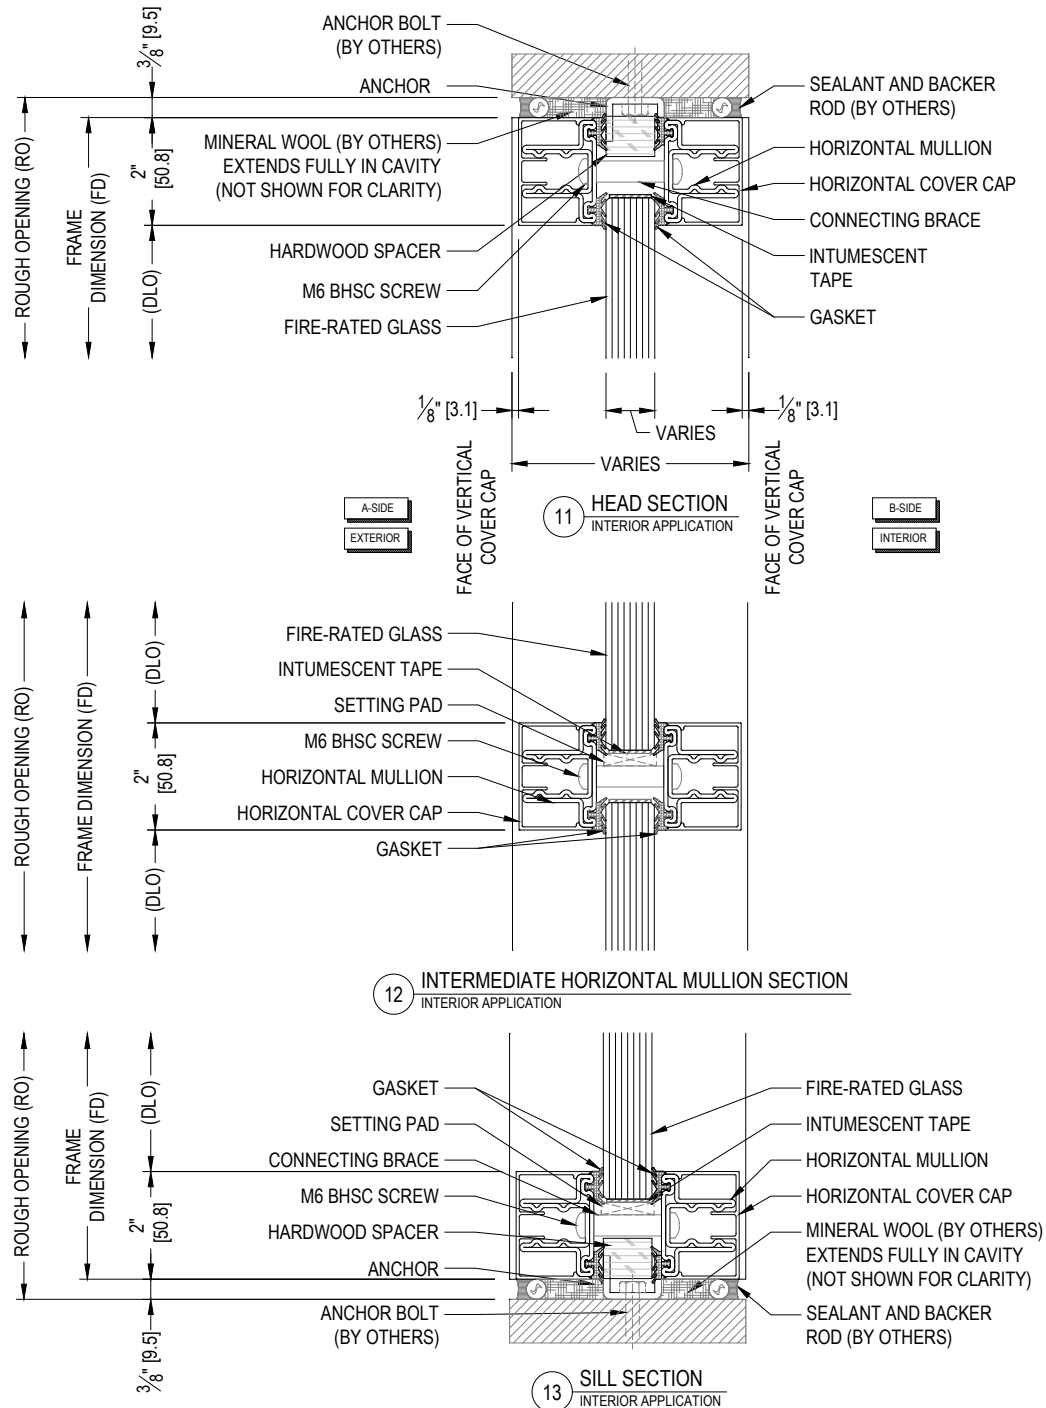 3/8" [9.5]
ANCHOR BOLT
(BY OTHERS)
ANCHOR
MINERAL WOOL (BY OTHERS)
EXTENDS FULLY IN CAVITY
(NOT SHOWN FOR CLARITY)
HARDWOOD SPACER
M6 BHSC SCREW
FIRE-RATED GLASS
SEALANT AND BACKER
ROD (BY OTHERS)
HORIZONTAL MULLION
HORIZONTAL COVER CAP
CONNECTING BRACE
INTUMESCENT
TAPE
GASKET
ROUGH OPENING (RO)
FRAME
DIMENSION (FD)
2"
[50.8]
(DLO)
1/8" [3.1]
1/8" [3.1]
VARIES
VARIES
FACE OF VERTICAL
COVER CAP
FACE OF VERTICAL
COVER CAP
A-SIDE
EXTERIOR
11
HEAD SECTION
INTERIOR APPLICATION
B-SIDE
INTERIOR
ROUGH OPENING (RO)
FRAME DIMENSION (FD)
(DLO)
2"
[50.8]
(DLO)
FIRE-RATED GLASS
INTUMESCENT TAPE
SETTING PAD
M6 BHSC SCREW
HORIZONTAL MULLION
HORIZONTAL COVER CAP
GASKET
12
INTERMEDIATE HORIZONTAL MULLION SECTION
INTERIOR APPLICATION
ROUGH OPENING (RO)
FRAME
DIMENSION (FD)
(DLO)
2"
[50.8]
3/8" [9.5]
GASKET
SETTING PAD
CONNECTING BRACE
M6 BHSC SCREW
HARDWOOD SPACER
ANCHOR
ANCHOR BOLT
(BY OTHERS)
FIRE-RATED GLASS
INTUMESCENT TAPE
HORIZONTAL MULLION
HORIZONTAL COVER CAP
MINERAL WOOL (BY OTHERS)
EXTENDS FULLY IN CAVITY
(NOT SHOWN FOR CLARITY)
SEALANT AND BACKER
ROD (BY OTHERS)
13
SILL SECTION
INTERIOR APPLICATION